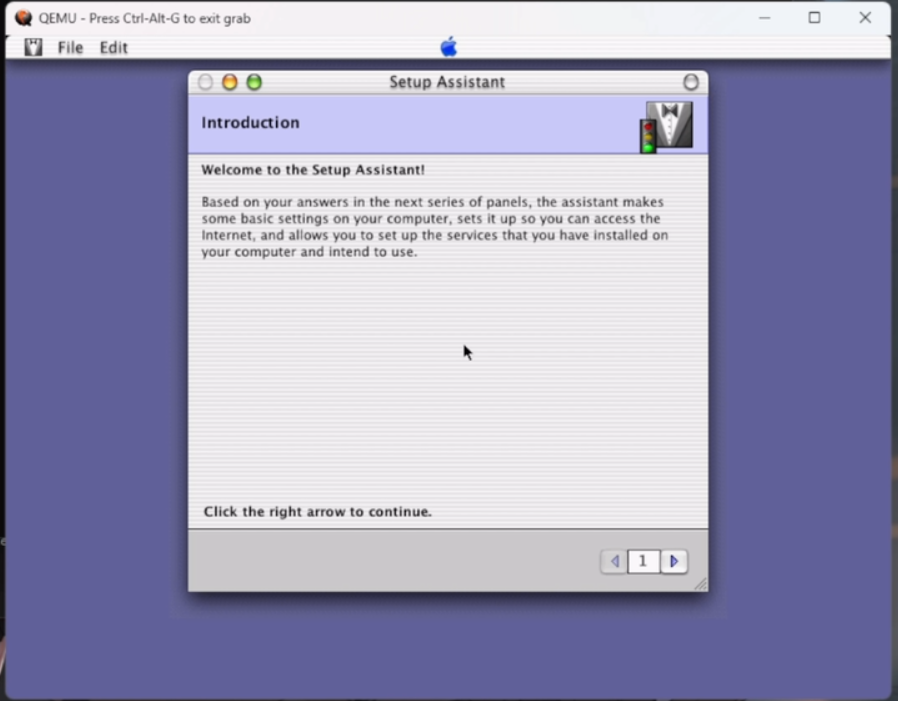 QEMU - Press Ctrl-Alt-G to exit grab
File Edit
Setup Assistant
Introduction
Welcome to the Setup Assistant!
Based on your answers in the next series of panels, the assistant makes
some basic settings on your computer, sets it up so you can access the
Internet, and allows you to set up the services that you have installed on
your computer and intend to use.
Click the right arrow to continue.
1